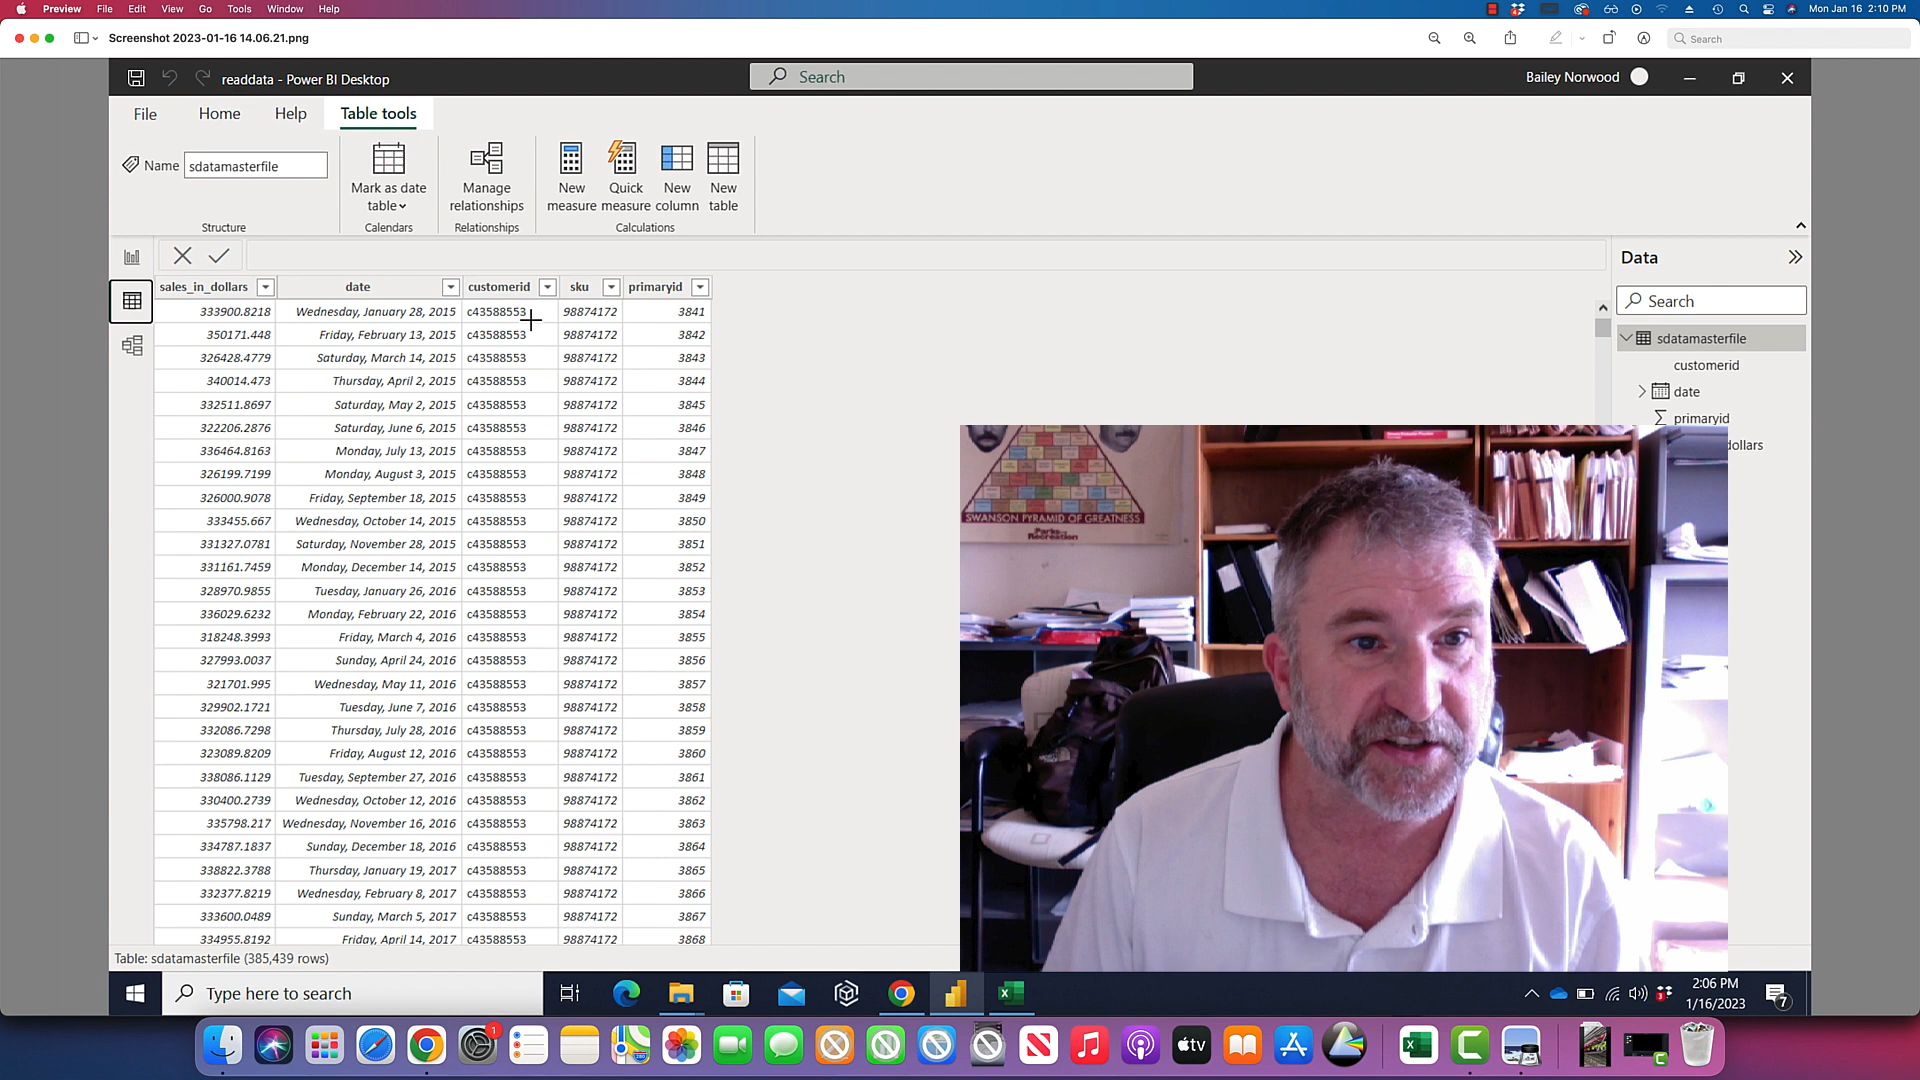 Preview File Edit View Go Tools Window Help
Mon Jan 16 2:10 PM
Screenshot 2023-01-16 14.06.21.png
Search
readdata - Power BI Desktop
Search
Bailey Norwood
File Home Help Table tools
Name sdatamasterfile
Mark as date table
Manage relationships
New measure
Quick measure
New column
New table
Structure Calendars Relationships Calculations
Data
Search
sdatamasterfile
customerid
date
primaryid
dollars
sales_in_dollars date customerid sku primaryid
333900.8218 Wednesday, January 28, 2015 c43588553 98874172 3841
350171.448 Friday, February 13, 2015 c43588553 98874172 3842
326428.4779 Saturday, March 14, 2015 c43588553 98874172 3843
340014.473 Thursday, April 2, 2015 c43588553 98874172 3844
332511.8697 Saturday, May 2, 2015 c43588553 98874172 3845
322206.2876 Saturday, June 6, 2015 c43588553 98874172 3846
336464.8163 Monday, July 13, 2015 c43588553 98874172 3847
326199.7199 Monday, August 3, 2015 c43588553 98874172 3848
326000.9078 Friday, September 18, 2015 c43588553 98874172 3849
333455.667 Wednesday, October 14, 2015 c43588553 98874172 3850
331327.0781 Saturday, November 28, 2015 c43588553 98874172 3851
331161.7459 Monday, December 14, 2015 c43588553 98874172 3852
328970.9855 Tuesday, January 26, 2016 c43588553 98874172 3853
336029.6232 Monday, February 22, 2016 c43588553 98874172 3854
318248.3993 Friday, March 4, 2016 c43588553 98874172 3855
327993.0037 Sunday, April 24, 2016 c43588553 98874172 3856
321701.995 Wednesday, May 11, 2016 c43588553 98874172 3857
329902.1721 Tuesday, June 7, 2016 c43588553 98874172 3858
332086.7298 Thursday, July 28, 2016 c43588553 98874172 3859
323089.8209 Friday, August 12, 2016 c43588553 98874172 3860
338086.1129 Tuesday, September 27, 2016 c43588553 98874172 3861
330400.2739 Wednesday, October 12, 2016 c43588553 98874172 3862
335798.217 Wednesday, November 16, 2016 c43588553 98874172 3863
334787.1837 Sunday, December 18, 2016 c43588553 98874172 3864
338822.3788 Thursday, January 19, 2017 c43588553 98874172 3865
332377.8219 Wednesday, February 8, 2017 c43588553 98874172 3866
333600.0489 Sunday, March 5, 2017 c43588553 98874172 3867
334955.8192 Friday, April 14, 2017 c43588553 98874172 3868
SWANSON PYRAMID OF GREATNESS
Parks and Recreation
Table: sdatamasterfile (385,439 rows)
Type here to search
2:06 PM
1/16/2023
7
1
tv